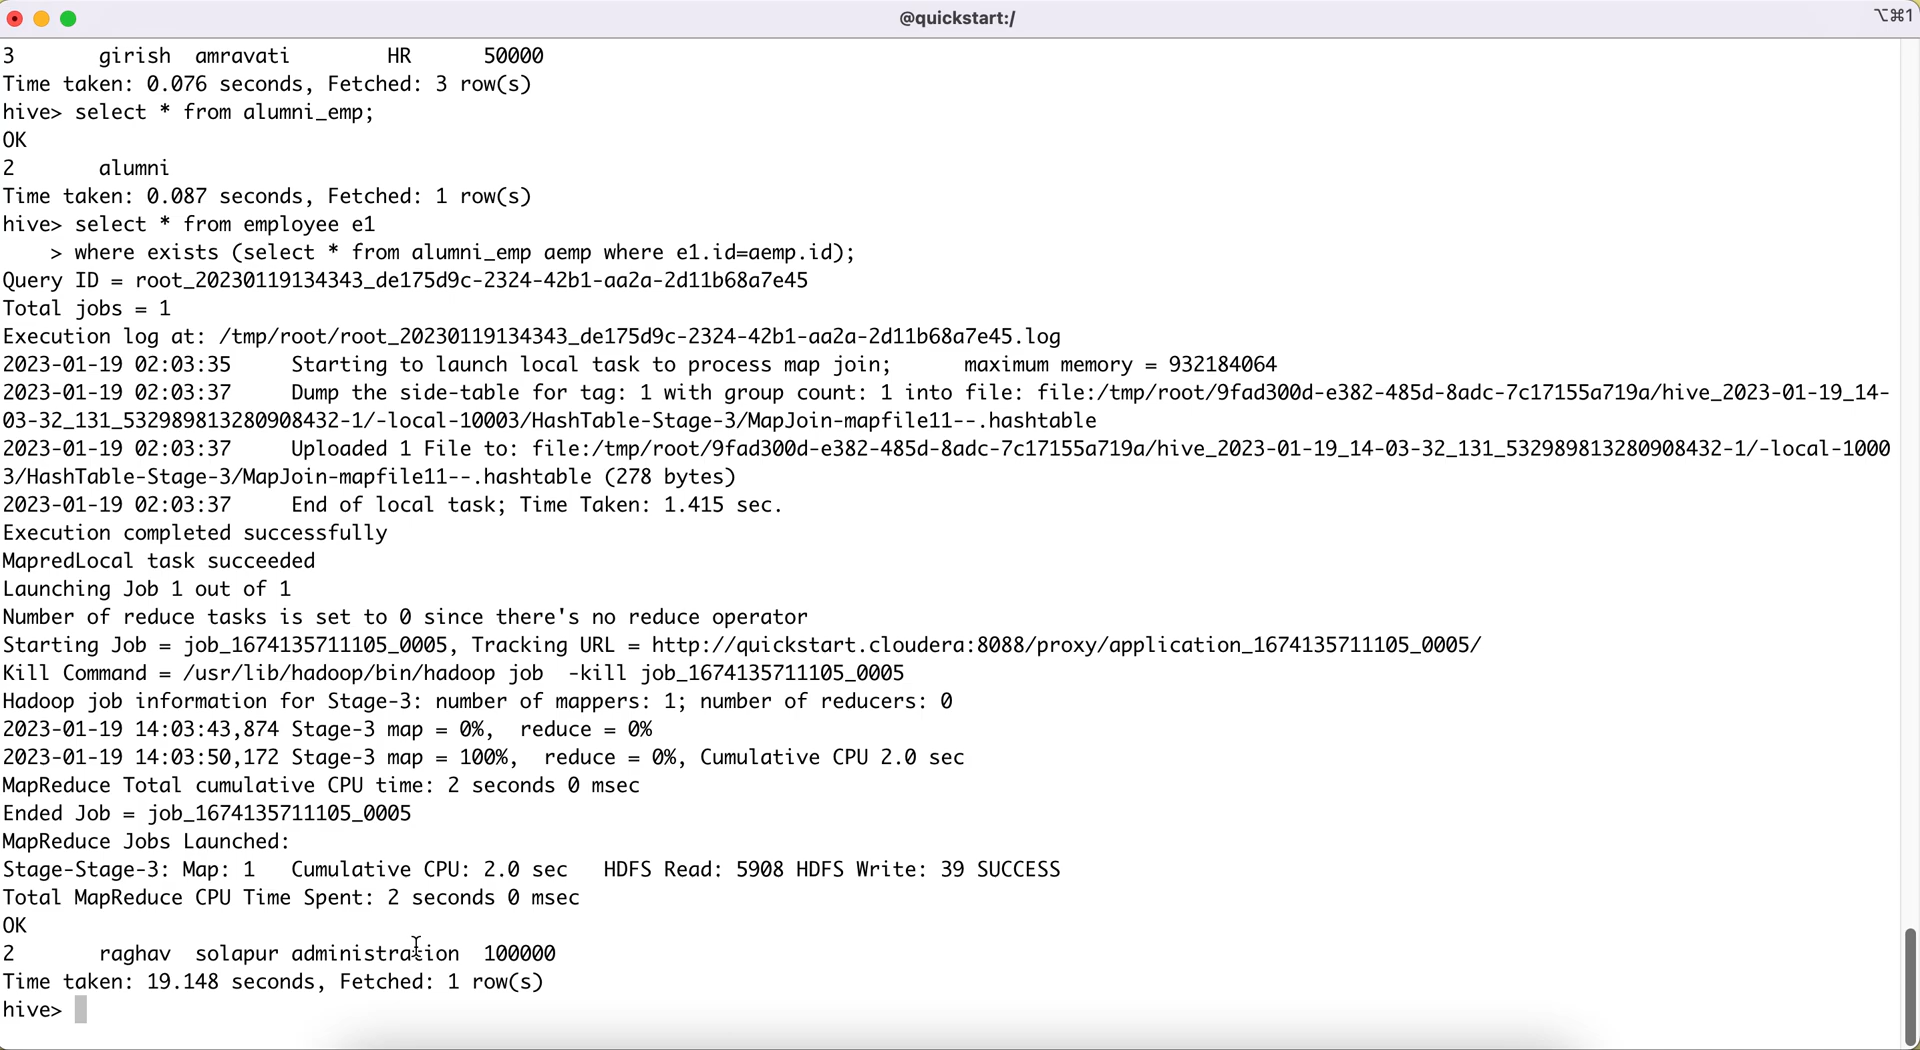 @quickstart:/
⌥⌘1
3 girish amravati HR 50000
Time taken: 0.076 seconds, Fetched: 3 row(s)
hive> select * from alumni_emp;
OK
2 alumni
Time taken: 0.087 seconds, Fetched: 1 row(s)
hive> select * from employee e1
> where exists (select * from alumni_emp aemp where e1.id=aemp.id);
Query ID = root_20230119134343_de175d9c-2324-42b1-aa2a-2d11b68a7e45
Total jobs = 1
Execution log at: /tmp/root/root_20230119134343_de175d9c-2324-42b1-aa2a-2d11b68a7e45.log
2023-01-19 02:03:35 Starting to launch local task to process map join; maximum memory = 932184064
2023-01-19 02:03:37 Dump the side-table for tag: 1 with group count: 1 into file: file:/tmp/root/9fad300d-e382-485d-8adc-7c17155a719a/hive_2023-01-19_14-
03-32_131_532989813280908432-1/-local-10003/HashTable-Stage-3/MapJoin-mapfile11--.hashtable
2023-01-19 02:03:37 Uploaded 1 File to: file:/tmp/root/9fad300d-e382-485d-8adc-7c17155a719a/hive_2023-01-19_14-03-32_131_532989813280908432-1/-local-1000
3/HashTable-Stage-3/MapJoin-mapfile11--.hashtable (278 bytes)
2023-01-19 02:03:37 End of local task; Time Taken: 1.415 sec.
Execution completed successfully
MapredLocal task succeeded
Launching Job 1 out of 1
Number of reduce tasks is set to 0 since there's no reduce operator
Starting Job = job_1674135711105_0005, Tracking URL = http://quickstart.cloudera:8088/proxy/application_1674135711105_0005/
Kill Command = /usr/lib/hadoop/bin/hadoop job  -kill job_1674135711105_0005
Hadoop job information for Stage-3: number of mappers: 1; number of reducers: 0
2023-01-19 14:03:43,874 Stage-3 map = 0%,  reduce = 0%
2023-01-19 14:03:50,172 Stage-3 map = 100%,  reduce = 0%, Cumulative CPU 2.0 sec
MapReduce Total cumulative CPU time: 2 seconds 0 msec
Ended Job = job_1674135711105_0005
MapReduce Jobs Launched:
Stage-Stage-3: Map: 1   Cumulative CPU: 2.0 sec   HDFS Read: 5908 HDFS Write: 39 SUCCESS
Total MapReduce CPU Time Spent: 2 seconds 0 msec
OK
2 raghav solapur administration 100000
Time taken: 19.148 seconds, Fetched: 1 row(s)
hive>